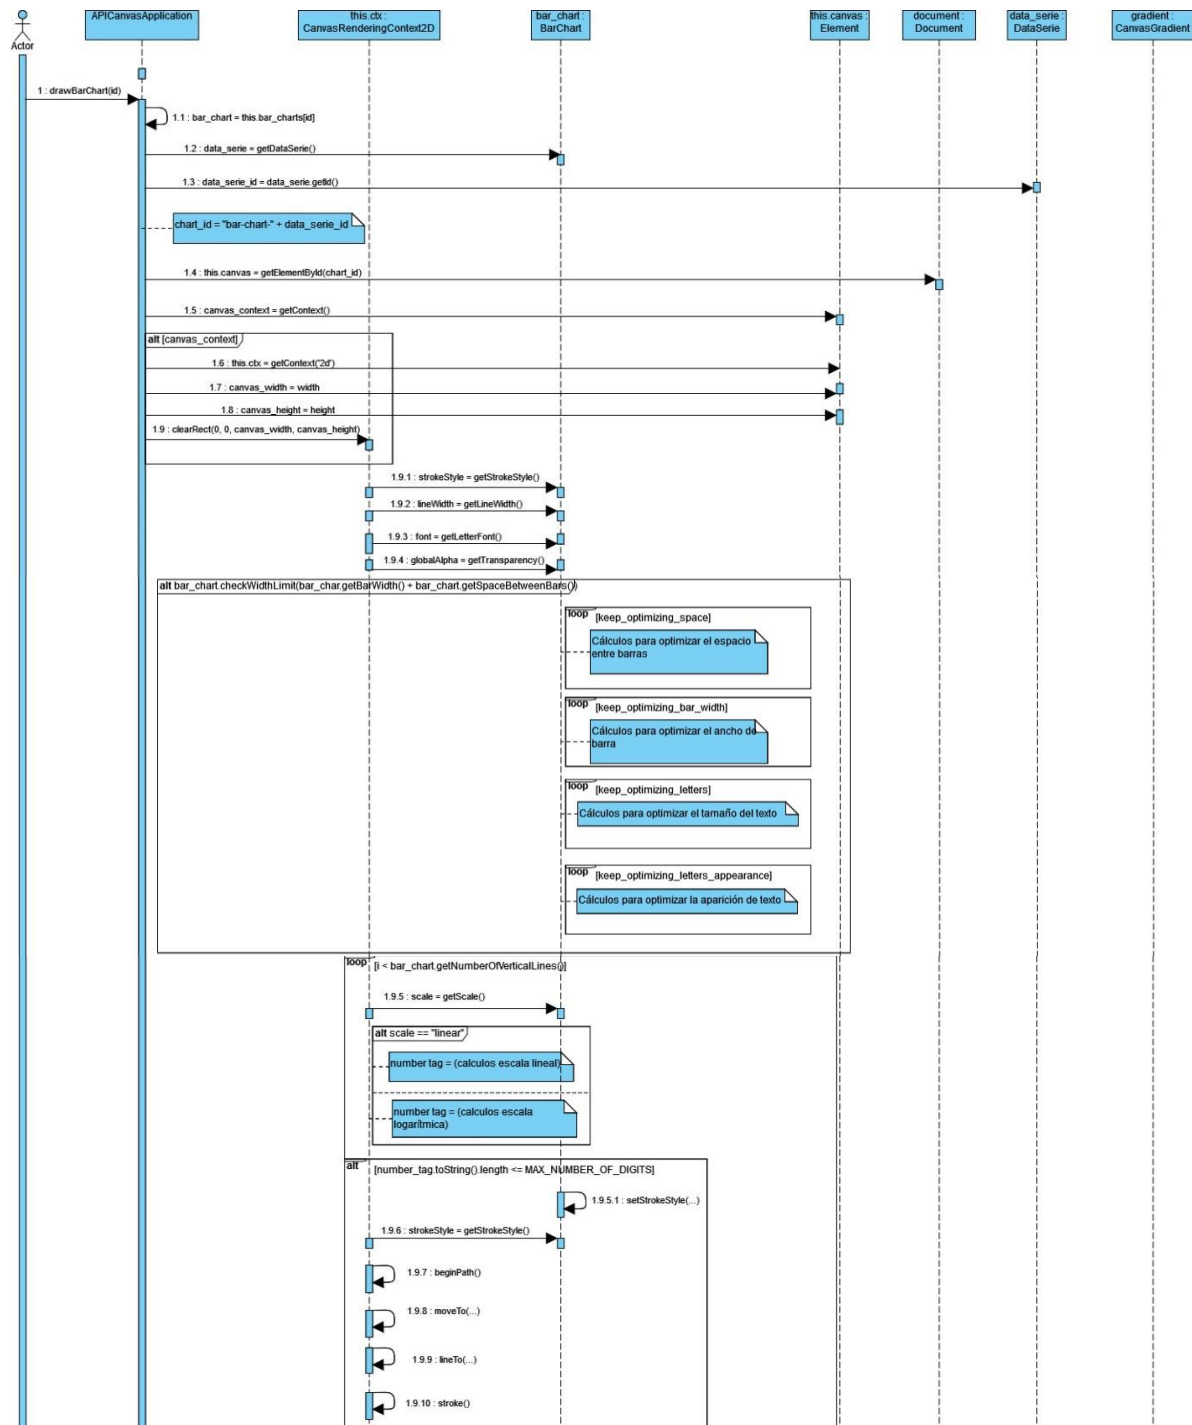 APICanvasApplication
this.ctx :
CanvasRenderingContext2D
bar_chart :
BarChart
this.canvas :
Element
document :
Document
data_serie :
DataSerie
gradient :
CanvasGradient
Actor
1 : drawBarChart(id)
1.1 : bar_chart = this.bar_charts[id]
1.2 : data_serie = getDataSerie()
1.3 : data_serie_id = data_serie.getId()
chart_id = "bar-chart-" + data_serie_id
1.4 : this.canvas = getElementById(chart_id)
1.5 : canvas_context = getContext()
alt [canvas_context]
1.6 : this.ctx = getContext("2d")
1.7 : canvas_width = width
1.8 : canvas_height = height
1.9 : clearRect(0, 0, canvas_width, canvas_height)
1.9.1 : strokeStyle = getStrokeStyle()
1.9.2 : lineWidth = getLineWidth()
1.9.3 : font = getLetterFont()
1.9.4 : globalAlpha = getTransparency()
alt bar_chart.checkWidthLimit(bar_char.getBarWidth() + bar_chart.getSpaceBetweenBars())
loop [keep_optimizing_space]
Cálculos para optimizar el espacio
entre barras
loop [keep_optimizing_bar_width]
Cálculos para optimizar el ancho de
barra
loop [keep_optimizing_letters]
Cálculos para optimizar el tamaño del texto
loop [keep_optimizing_letters_appearance]
Cálculos para optimizar la aparición de texto
loop [i < bar_chart.getNumberOfVerticalLines()]
1.9.5 : scale = getScale()
alt scale == "linear"
number tag = (calculos escala lineal)
number tag = (calculos escala
logarítmica)
alt [number_tag.toString().length <= MAX_NUMBER_OF_DIGITS]
1.9.5.1 : setStrokeStyle(...)
1.9.6 : strokeStyle = getStrokeStyle()
1.9.7 : beginPath()
1.9.8 : moveTo(...)
1.9.9 : lineTo(...)
1.9.10 : stroke()